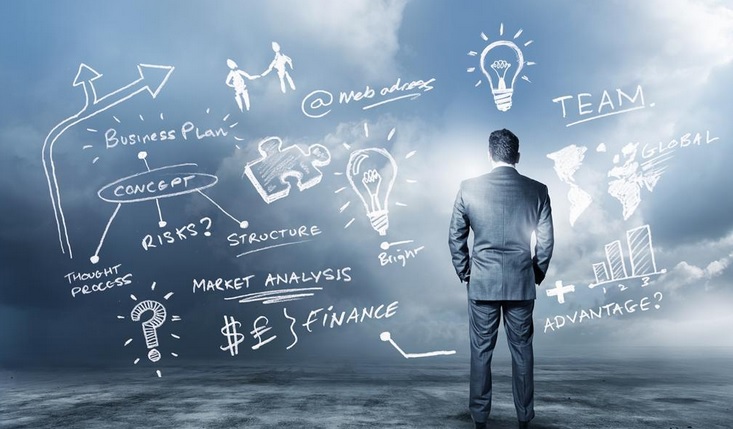 @ Web adress
TEAM.
Business Plan
GLOBAL
CONCEPT
RISKS?
STRUCTURE
Bright
THOUGHT
PROCESS
MARKET ANALYSIS
1 2 3
$ £ } FINANCE
+
ADVANTAGE?
?